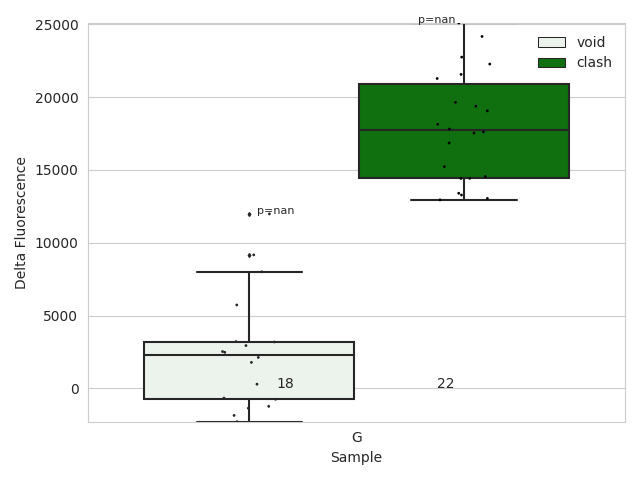 25000
20000
15000
10000
5000
0
Delta Fluorescence
p=nan
p=nan
void
clash
18
22
G
Sample